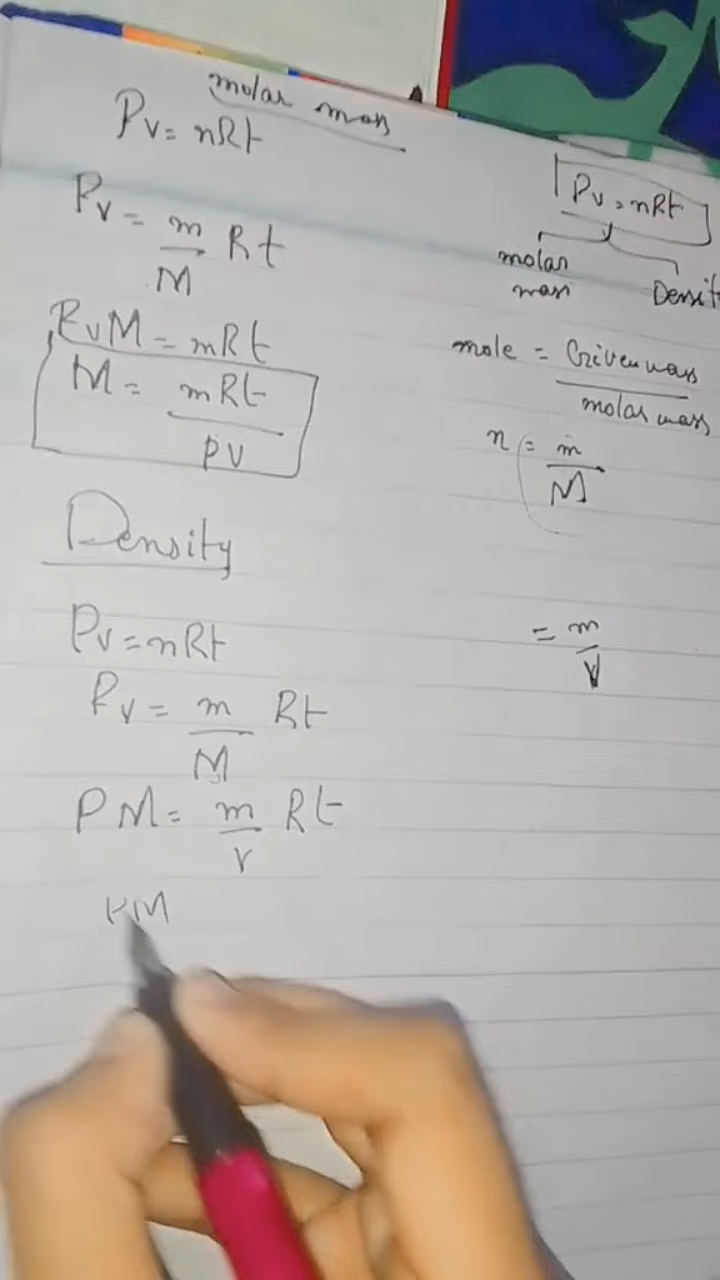 molar mass
Pv = nRt
Pv = m/M Rt
PvM = mRt
M = mRt/PV
Density
Pv = nRt
Pv = m/M Rt
PM = m/v Rt
PM
Pv = nRt
molar mass
Densit
mole = Given mass/molar mass
n = m/M
= m/V